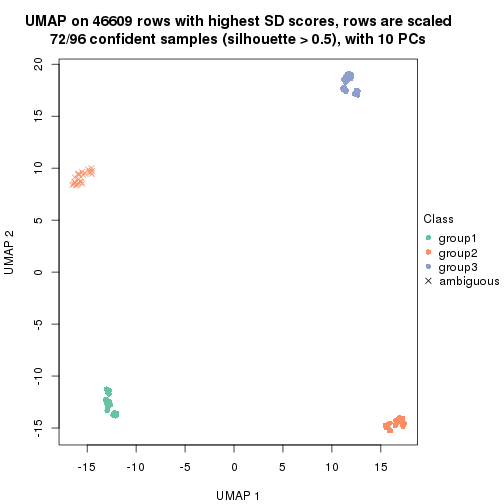 UMAP on 46609 rows with highest SD scores, rows are scaled
72/96 confident samples (silhouette > 0.5), with 10 PCs
20
15
10
5
0
-5
-10
-15
UMAP 2
-15
-10
-5
0
5
10
15
UMAP 1
Class
group1
group2
group3
ambiguous